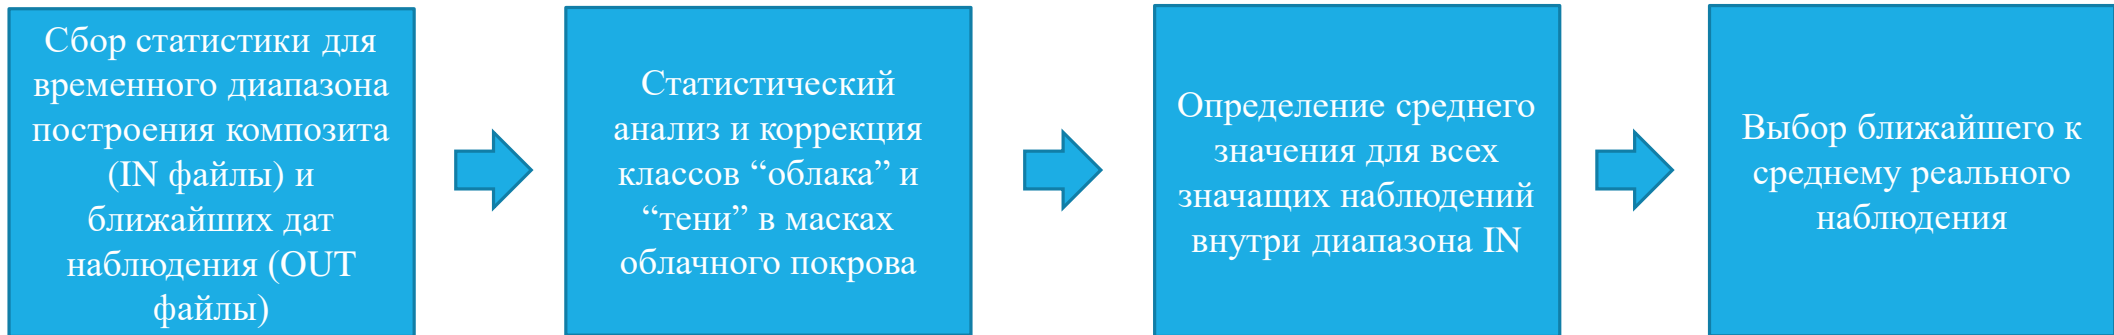 Сбор статистики для
временного диапазона
построения композита
(IN файлы) и
ближайших дат
наблюдения (OUT
файлы)
Статистический
анализ и коррекция
классов “облака” и
“тени” в масках
облачного покрова
Определение среднего
значения для всех
значащих наблюдений
внутри диапазона IN
Выбор ближайшего к
среднему реального
наблюдения